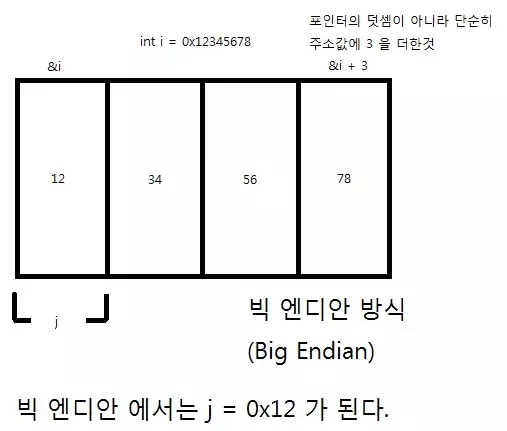 포인터의 덧셈이 아니라 단순히
int i = 0x12345678
주소값에 3 을 더한것
&i
&i + 3
12
34
56
78
j
빅 엔디안 방식
(Big Endian)
빅 엔디안 에서는 j = 0x12 가 된다.